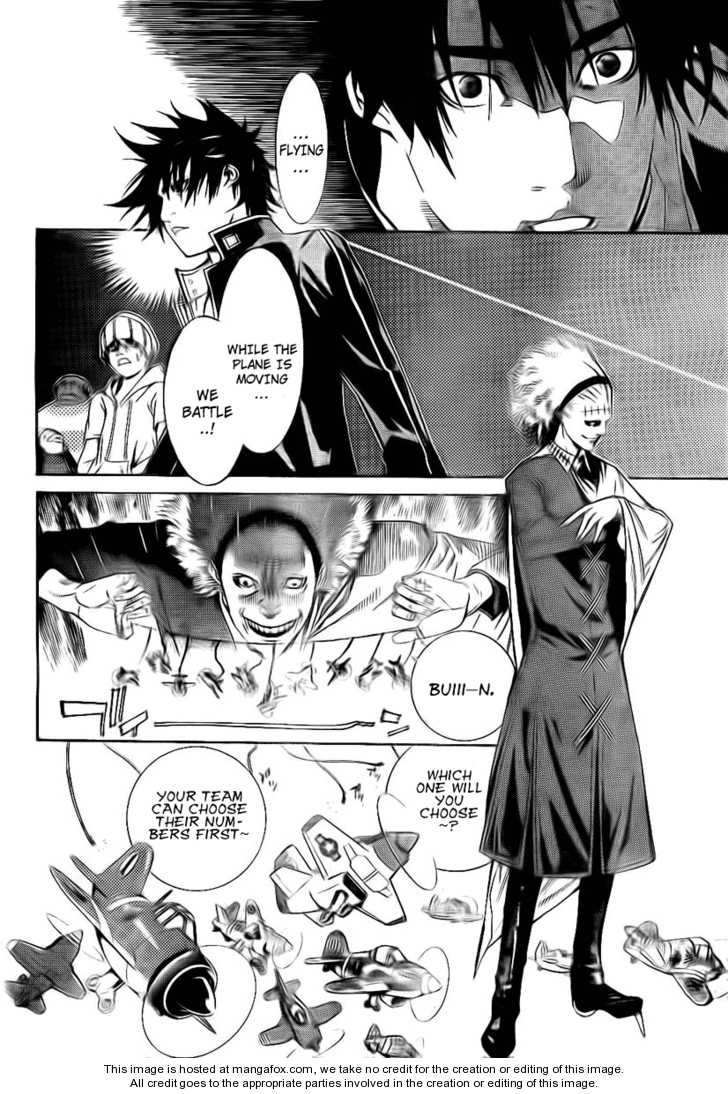 ...
FLYING
...
WHILE THE
PLANE IS
MOVING
...
WE
BATTLE
..!
BUIII—N.
ブーン
WHICH
ONE WILL
YOU
CHOOSE
~?
YOUR TEAM
CAN CHOOSE
THEIR NUM-
BERS FIRST~
This image is hosted at mangafox.com, we take no credit for the creation or editing of this image.
All credit goes to the appropriate parties involved in the creation or editing of this image.